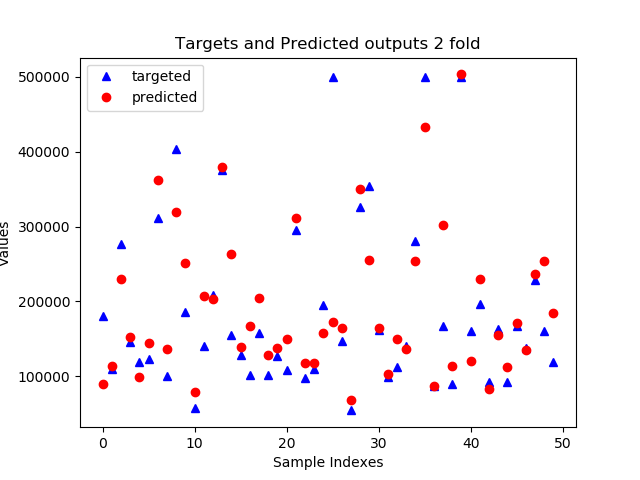 Targets and Predicted outputs 2 fold
targeted
predicted
500000
400000
300000
200000
100000
Values
0 10 20 30 40 50
Sample Indexes